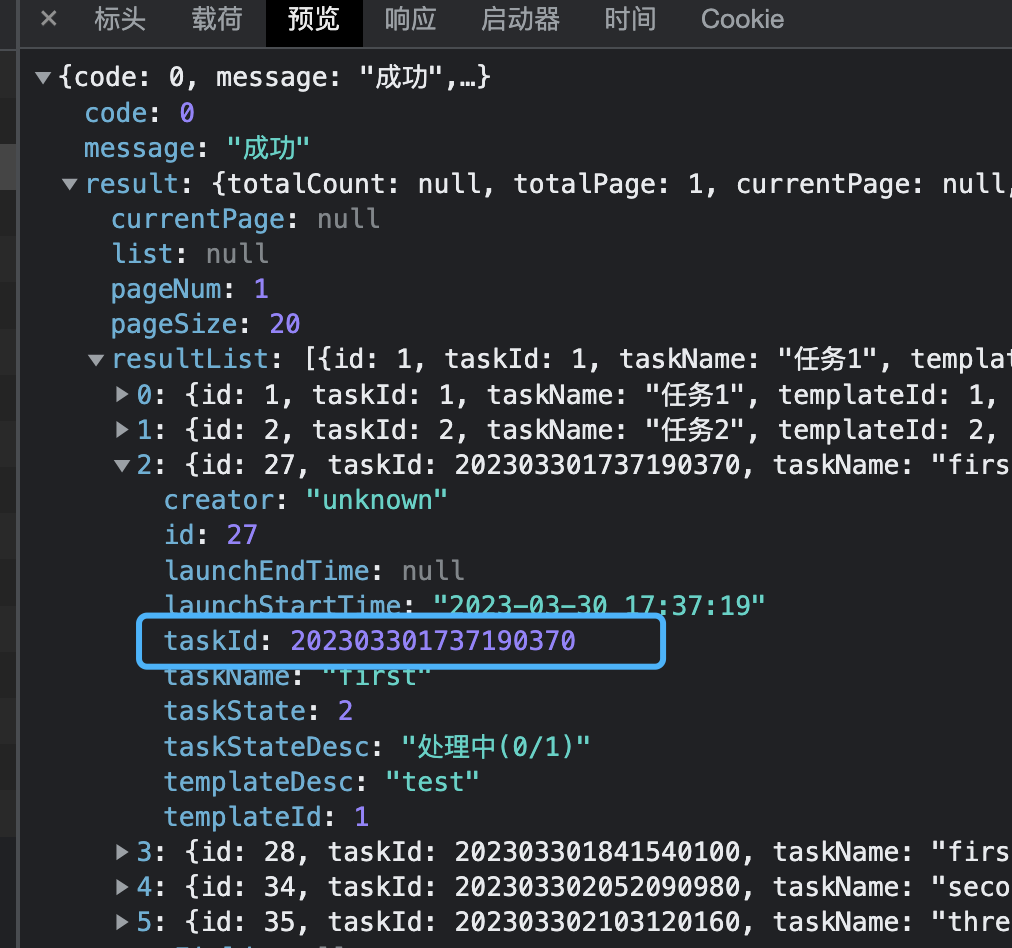 × 标头 载荷 预览 响应 启动器 时间 Cookie
▼{code: 0, message: "成功",…}
code: 0
message: "成功"
▼result: {totalCount: null, totalPage: 1, currentPage: null,
currentPage: null
list: null
pageNum: 1
pageSize: 20
▼resultList: [{id: 1, taskId: 1, taskName: "任务1", templat
▶0: {id: 1, taskId: 1, taskName: "任务1", templateId: 1,
▶1: {id: 2, taskId: 2, taskName: "任务2", templateId: 2,
▼2: {id: 27, taskId: 202303301737190370, taskName: "firs
creator: "unknown"
id: 27
launchEndTime: null
launchStartTime: "2023-03-30 17:37:19"
taskId: 202303301737190370
taskName: "first"
taskState: 2
taskStateDesc: "处理中(0/1)"
templateDesc: "test"
templateId: 1
▶3: {id: 28, taskId: 202303301841540100, taskName: "firs
▶4: {id: 34, taskId: 202303302052090980, taskName: "seco
▶5: {id: 35, taskId: 202303302103120160, taskName: "thre